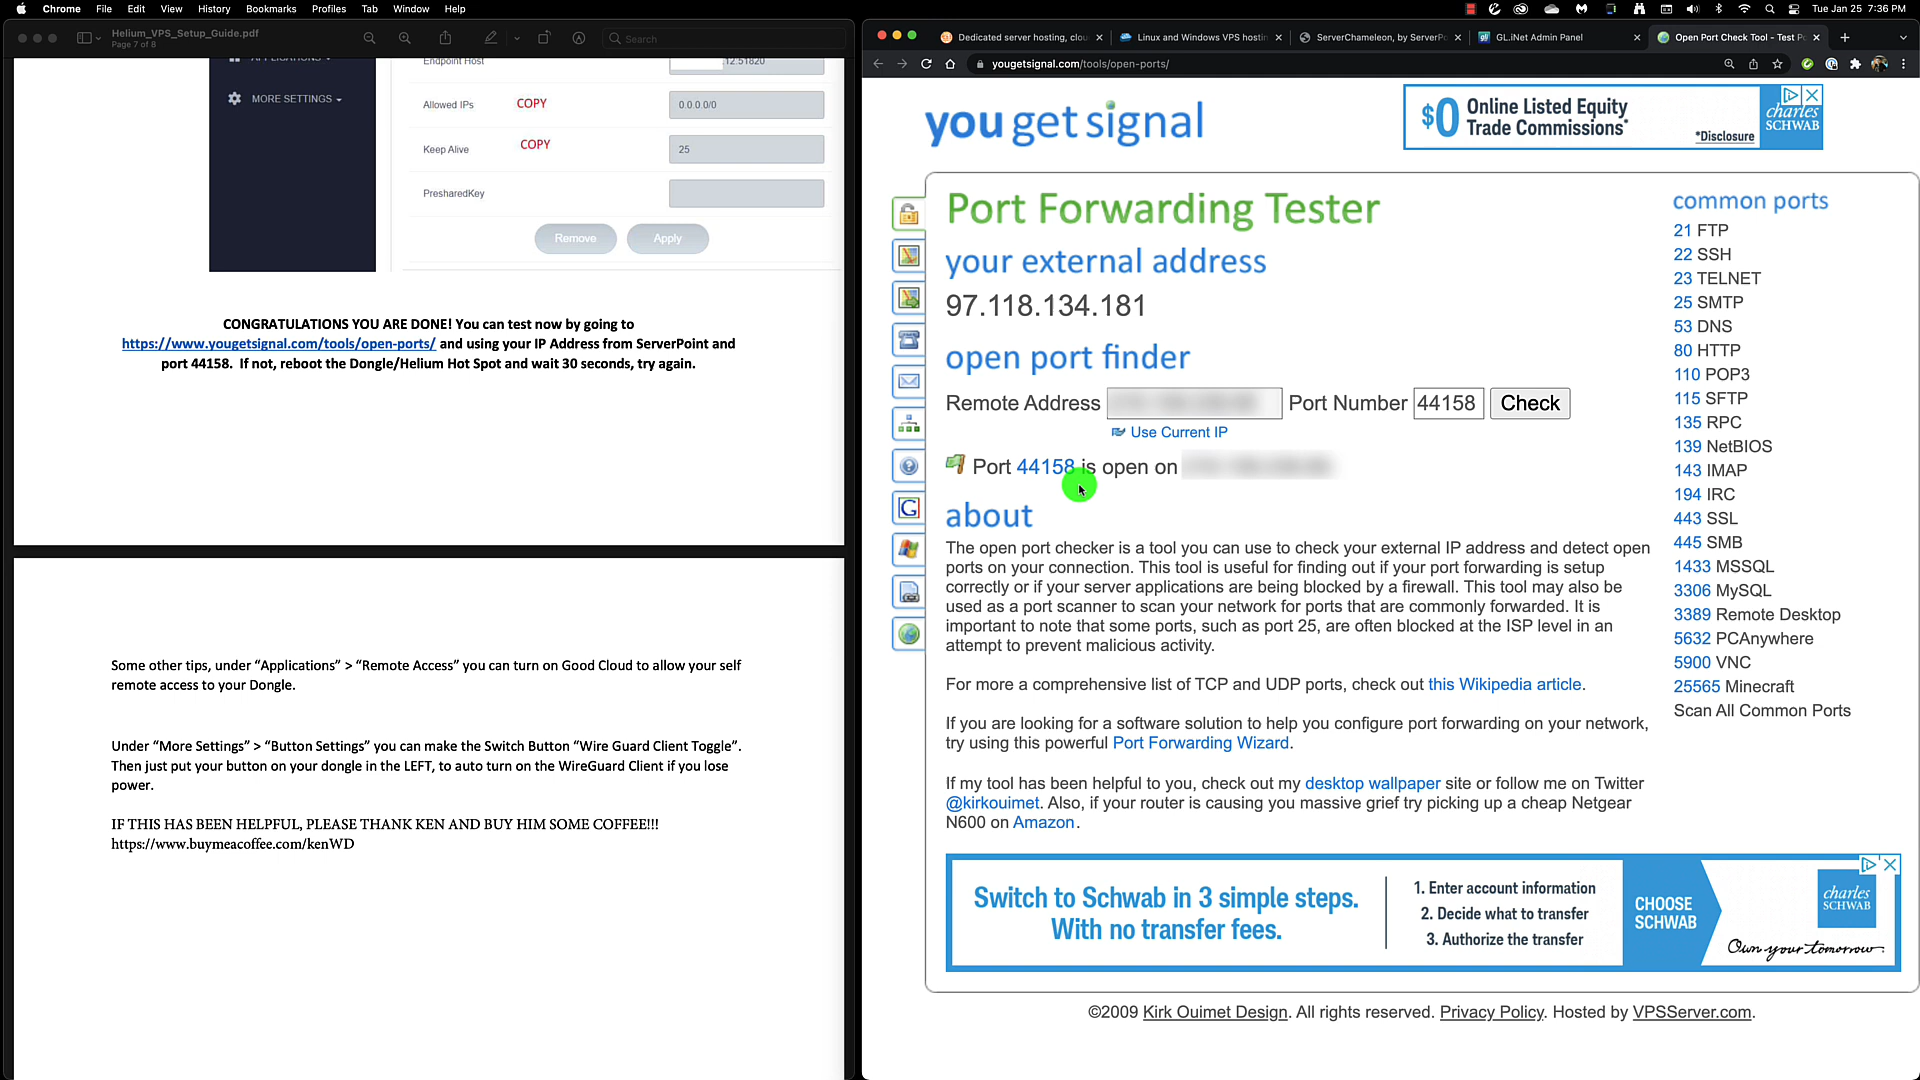 Chrome File Edit View History Bookmarks Profiles Tab Window Help
Tue Jan 25 7:36 PM
Helium_VPS_Setup_Guide.pdf
Page 7 of 8
Search
APPLICATIONS
MORE SETTINGS
Endpoint Host
.12:51820
Allowed IPs COPY 0.0.0.0/0
Keep Alive COPY 25
PresharedKey
Remove Apply
CONGRATULATIONS YOU ARE DONE! You can test now by going to
https://www.yougetsignal.com/tools/open-ports/ and using your IP Address from ServerPoint and
port 44158. If not, reboot the Dongle/Helium Hot Spot and wait 30 seconds, try again.
Some other tips, under “Applications” > “Remote Access” you can turn on Good Cloud to allow your self
remote access to your Dongle.
Under “More Settings” > “Button Settings” you can make the Switch Button “Wire Guard Client Toggle”.
Then just put your button on your dongle in the LEFT, to auto turn on the WireGuard Client if you lose
power.
IF THIS HAS BEEN HELPFUL, PLEASE THANK KEN AND BUY HIM SOME COFFEE!!!
https://www.buymeacoffee.com/kenWD
Dedicated server hosting, clou
Linux and Windows VPS hostin
ServerChameleon, by ServerPo
GL.iNet Admin Panel
Open Port Check Tool - Test Po
yougetsignal.com/tools/open-ports/
you get signal
$0 Online Listed Equity
Trade Commissions*
*Disclosure
charles
SCHWAB
Port Forwarding Tester
your external address
97.118.134.181
open port finder
Remote Address Port Number 44158 Check
Use Current IP
Port 44158 is open on
about
The open port checker is a tool you can use to check your external IP address and detect open
ports on your connection. This tool is useful for finding out if your port forwarding is setup
correctly or if your server applications are being blocked by a firewall. This tool may also be
used as a port scanner to scan your network for ports that are commonly forwarded. It is
important to note that some ports, such as port 25, are often blocked at the ISP level in an
attempt to prevent malicious activity.
For more a comprehensive list of TCP and UDP ports, check out this Wikipedia article.
If you are looking for a software solution to help you configure port forwarding on your network,
try using this powerful Port Forwarding Wizard.
If my tool has been helpful to you, check out my desktop wallpaper site or follow me on Twitter
@kirkouimet. Also, if your router is causing you massive grief try picking up a cheap Netgear
N600 on Amazon.
common ports
21 FTP
22 SSH
23 TELNET
25 SMTP
53 DNS
80 HTTP
110 POP3
115 SFTP
135 RPC
139 NetBIOS
143 IMAP
194 IRC
443 SSL
445 SMB
1433 MSSQL
3306 MySQL
3389 Remote Desktop
5632 PCAnywhere
5900 VNC
25565 Minecraft
Scan All Common Ports
Switch to Schwab in 3 simple steps.
With no transfer fees.
1. Enter account information
2. Decide what to transfer
3. Authorize the transfer
CHOOSE
SCHWAB
charles
SCHWAB
Own your tomorrow.
©2009 Kirk Ouimet Design. All rights reserved. Privacy Policy. Hosted by VPSServer.com.